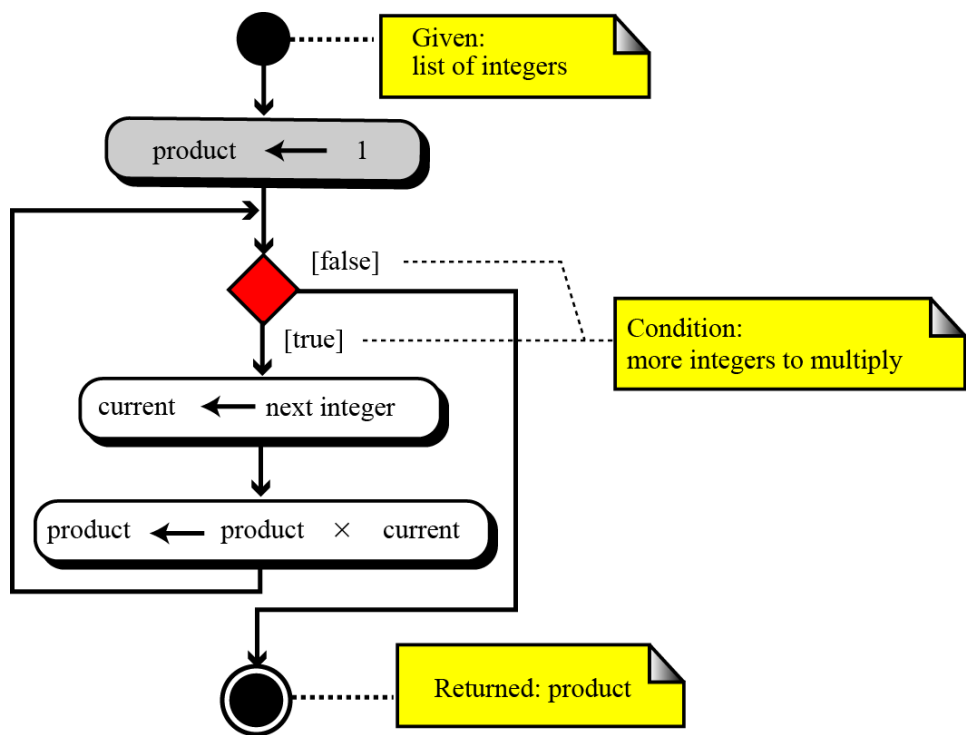 Given:
list of integers
product ← 1
[false]
[true]
Condition:
more integers to multiply
current ← next integer
product ← product × current
Returned: product